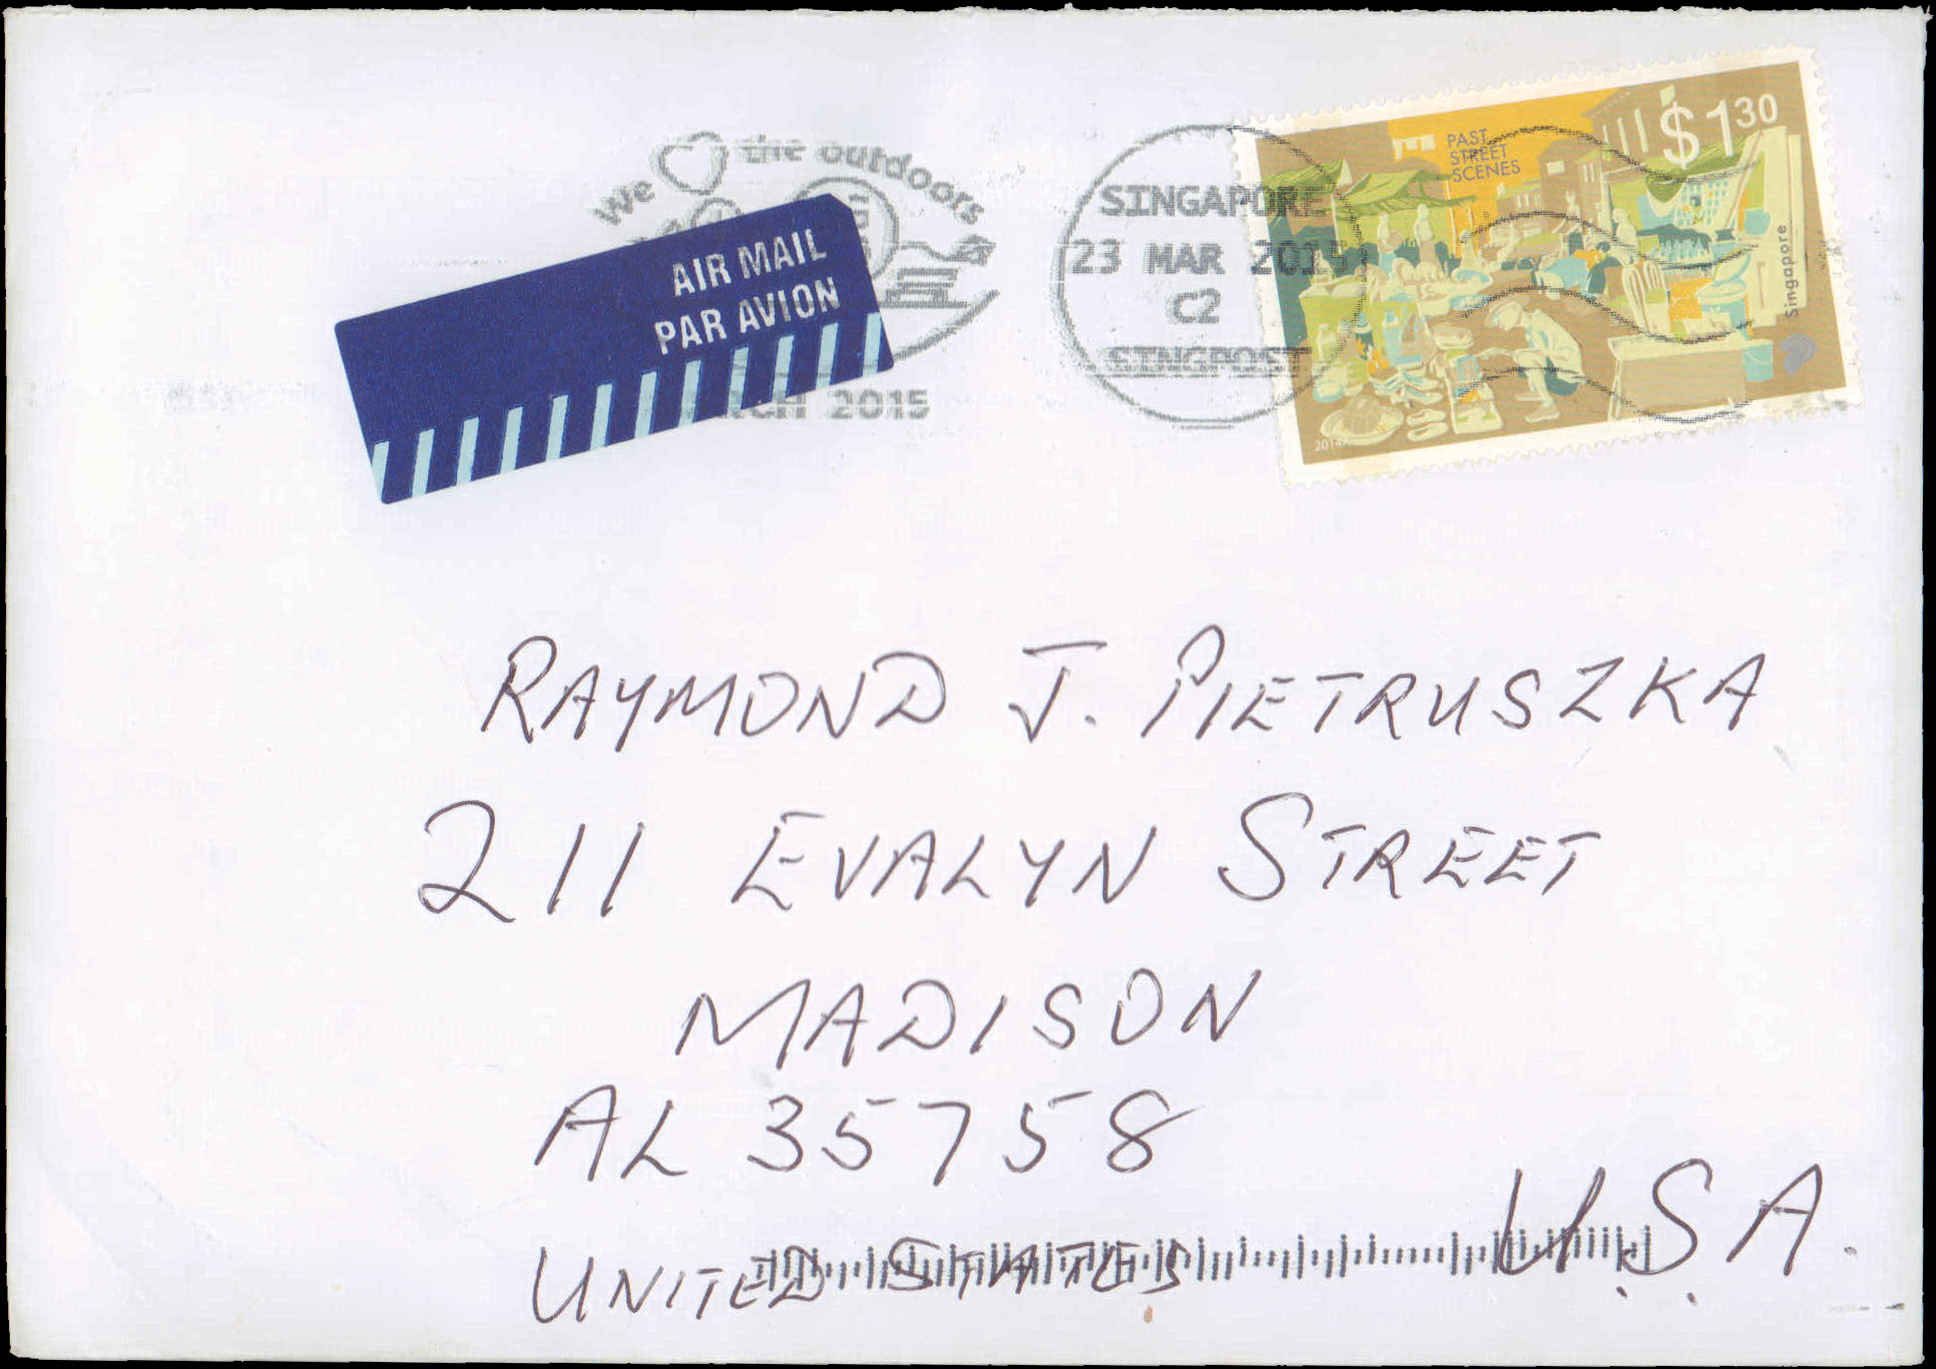 We the outdoors
AIR MAIL
PAR AVION
2015
SINGAPORE
23 MAR 2015
C2
SINGPOST
PAST
STREET
SCENES
$1.30
Singapore
2014
RAYMOND J. PIETRUSZKA
211 EVALYN STREET
MADISON
AL 35758
UNITED STATES
U.S.A.